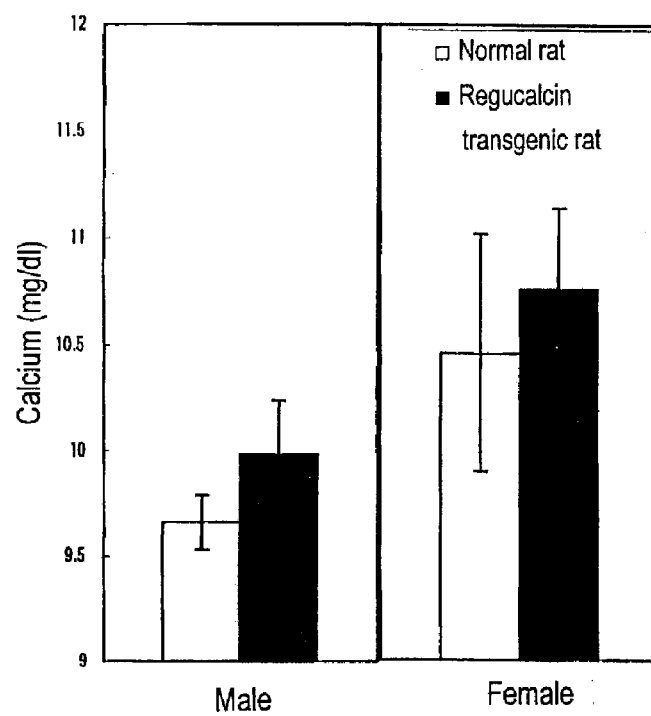 12
11.5
11
10.5
10
9.5
9
Calcium (mg/dl)
Normal rat
Regucalcin
transgenic rat
Male
Female